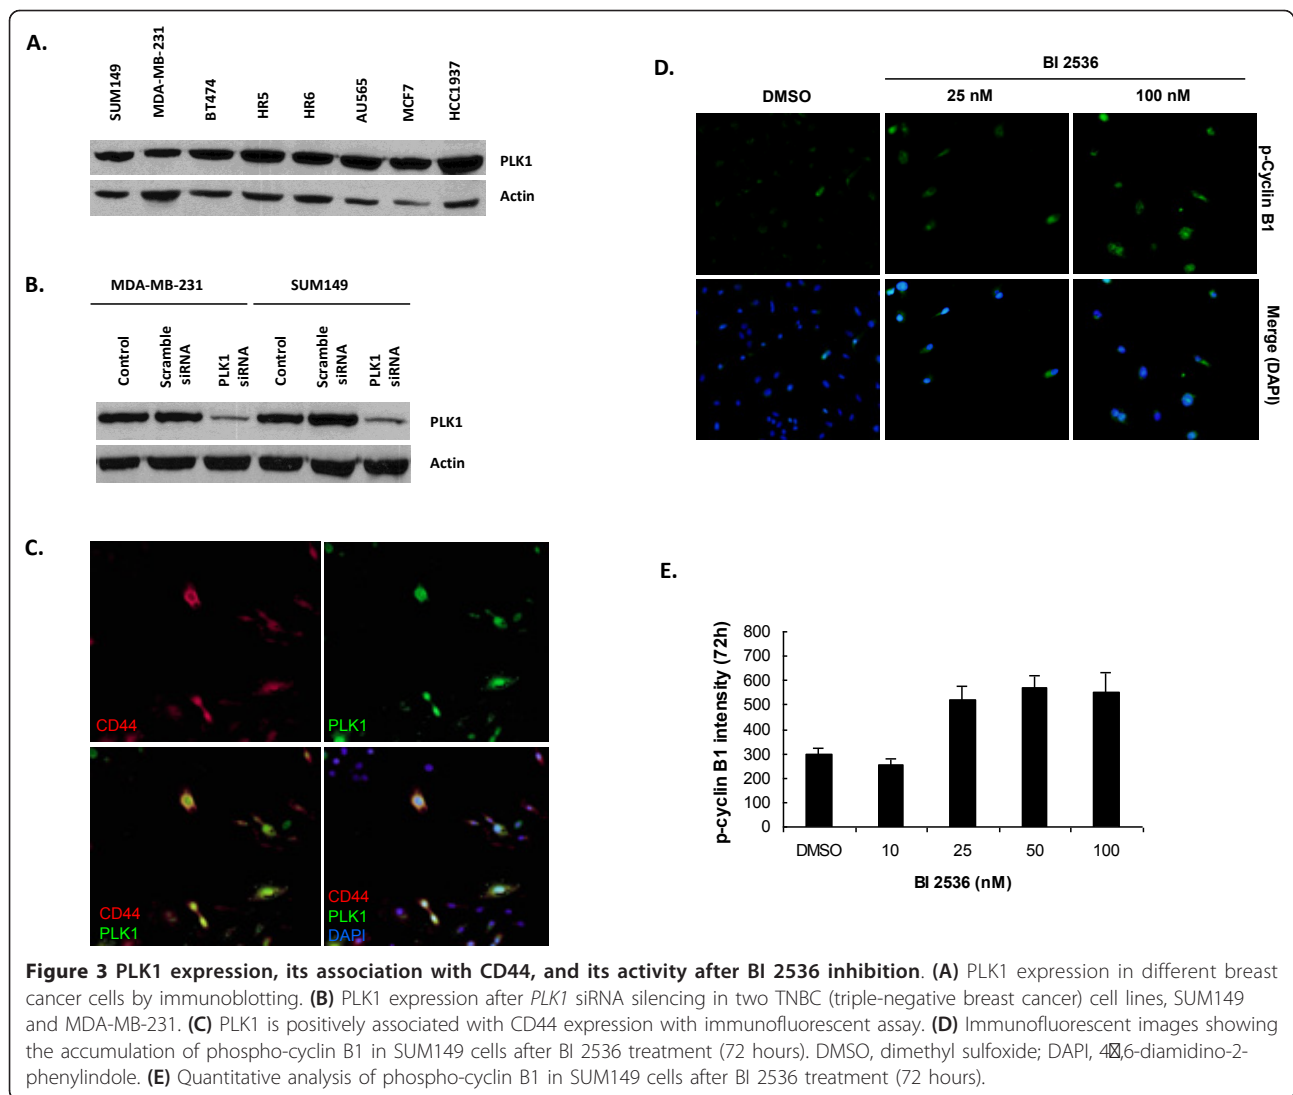 A.
SUM149
MDA-MB-231
BT474
HR5
HR6
AU565
MCF7
HCC1937
PLK1
Actin
B.
MDA-MB-231
SUM149
Control
Scramble
siRNA
PLK1
siRNA
Control
Scramble
siRNA
PLK1
siRNA
PLK1
Actin
C.
CD44
PLK1
CD44
PLK1
CD44
PLK1
DAPI
D.
BI 2536
DMSO
25 nM
100 nM
p-Cyclin B1
Merge (DAPI)
E.
p-cyclin B1 intensity (72h)
800
700
600
500
400
300
200
100
0
DMSO
10
25
50
100
BI 2536 (nM)
Figure 3 PLK1 expression, its association with CD44, and its activity after BI 2536 inhibition. (A) PLK1 expression in different breast
cancer cells by immunoblotting. (B) PLK1 expression after PLK1 siRNA silencing in two TNBC (triple-negative breast cancer) cell lines, SUM149
and MDA-MB-231. (C) PLK1 is positively associated with CD44 expression with immunofluorescent assay. (D) Immunofluorescent images showing
the accumulation of phospho-cyclin B1 in SUM149 cells after BI 2536 treatment (72 hours). DMSO, dimethyl sulfoxide; DAPI, 4,6-diamidino-2-
phenylindole. (E) Quantitative analysis of phospho-cyclin B1 in SUM149 cells after BI 2536 treatment (72 hours).